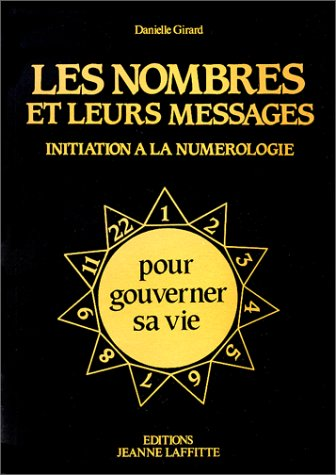 Danielle Girard
LES NOMBRES
ET LEURS MESSAGES
INITIATION A LA NUMEROLOGIE
1
2
3
4
5
6
7
8
9
11
22
pour
gouverner
sa vie
EDITIONS
JEANNE LAFFITTE